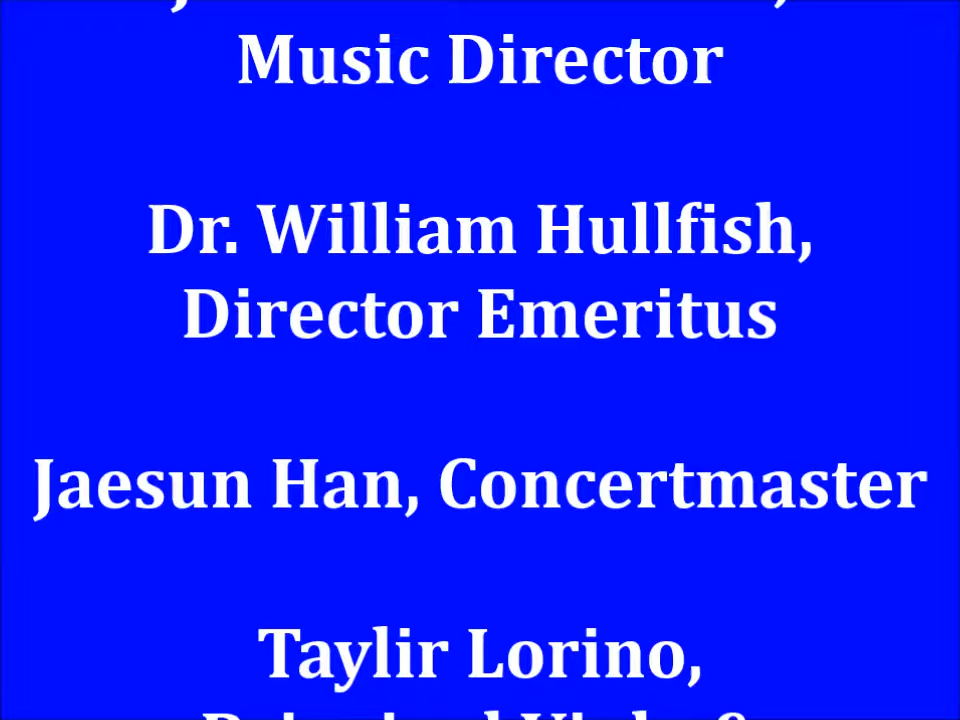 Music Director
Dr. William Hullfish,
Director Emeritus
Jaesun Han, Concertmaster
Taylir Lorino,